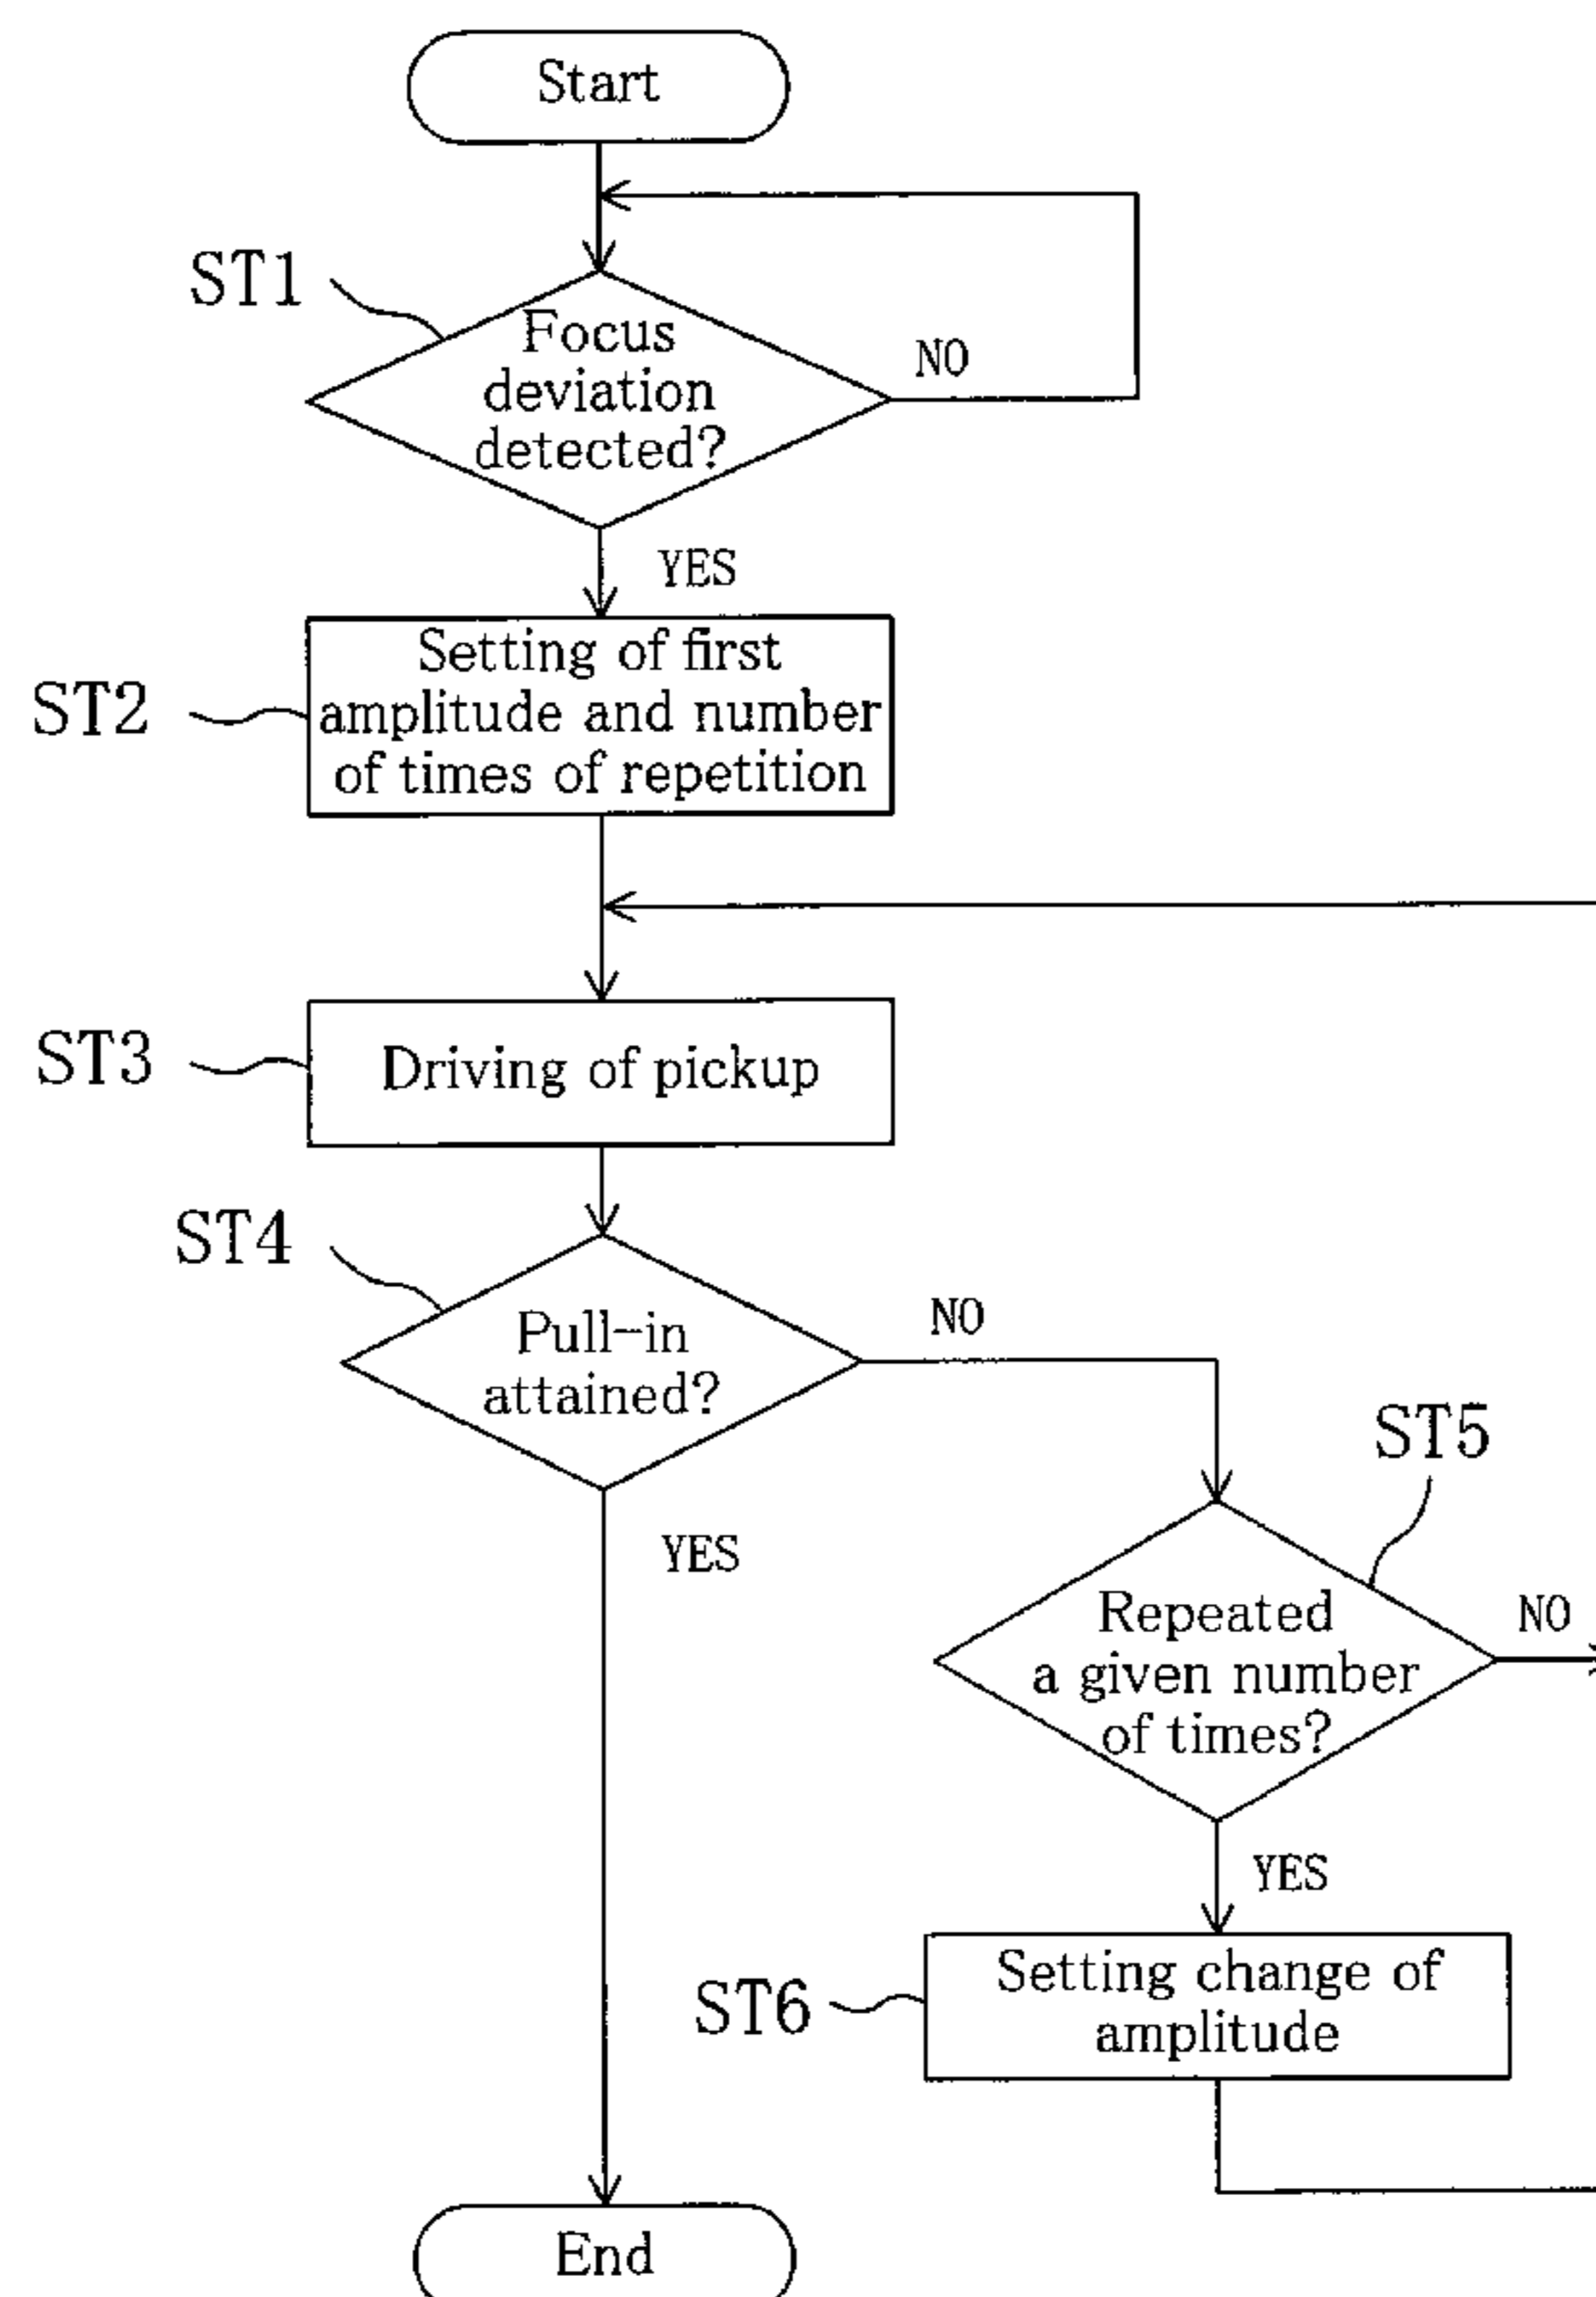 Start
ST1
Focus
deviation
detected?
NO
YES
ST2
Setting of first
amplitude and number
of times of repetition
ST3
Driving of pickup
ST4
Pull-in
attained?
NO
YES
ST5
Repeated
a given number
of times?
NO
YES
ST6
Setting change of
amplitude
End